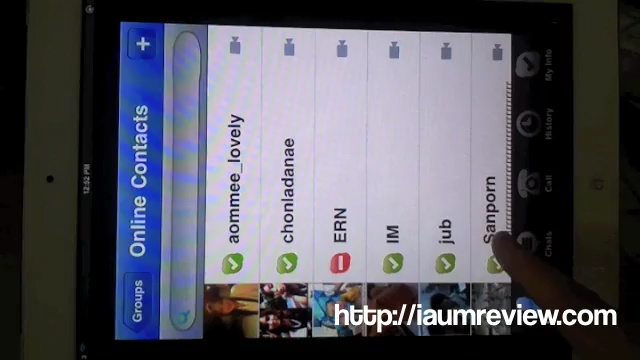 12:52 PM
Groups
Online Contacts
+
aommee_lovely
chonladanae
ERN
IM
jub
Sanporn
Chats
Call
History
My Info
http://iaumreview.com